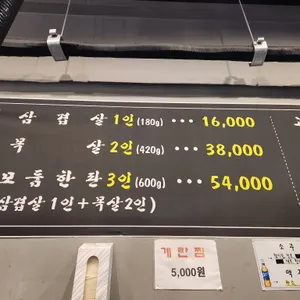 삼 겹 살 1인(180g) ··· 16,000
목 살 2인(420g) ··· 38,000
모둠한판 3인(600g) ··· 54,000
삼겹살1인+목살2인)
계란찜
5,000원
소주